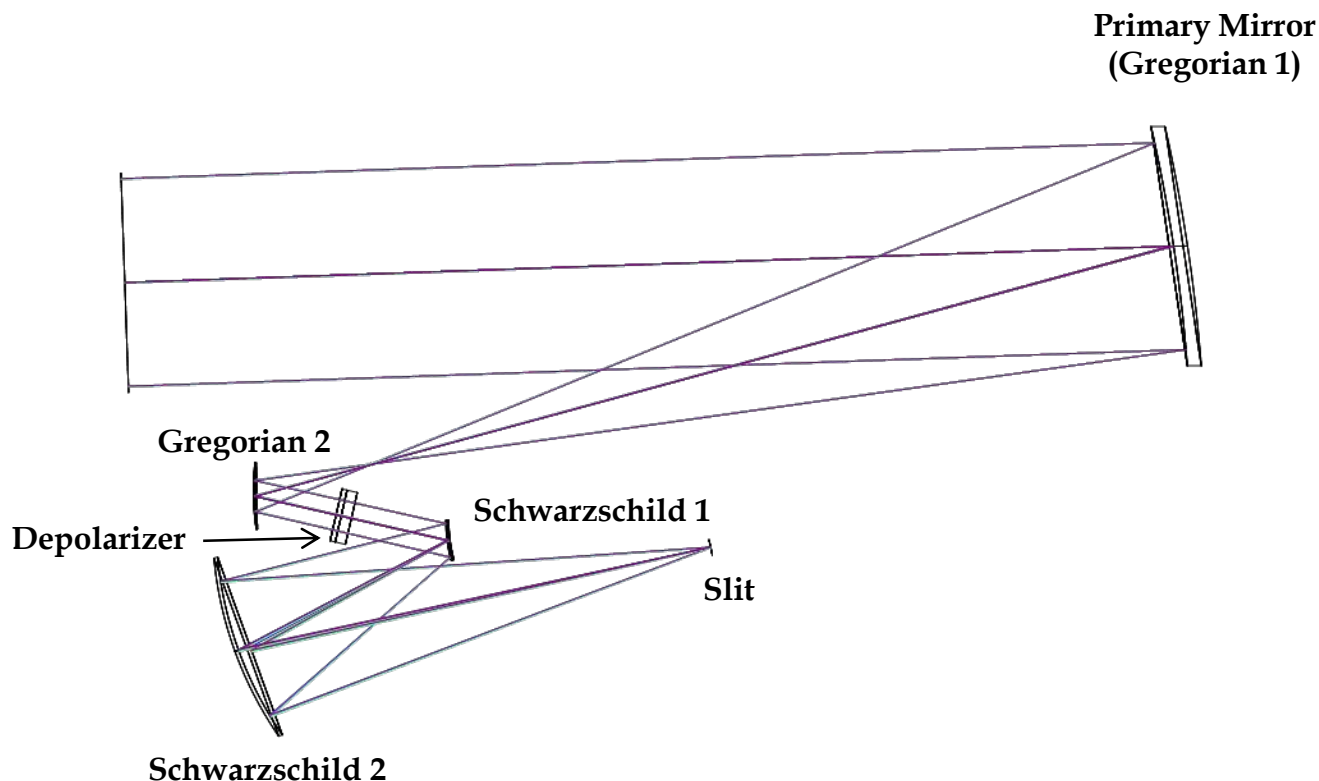 Primary Mirror
(Gregorian 1)
Gregorian 2
Schwarzschild 1
Depolarizer
Slit
Schwarzschild 2